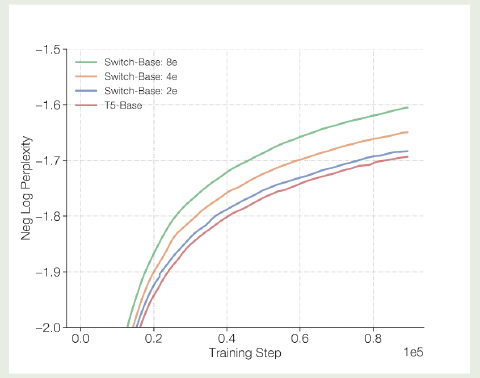 −1.5
Switch-Base: 8e
Switch-Base: 4e
−1.6
Switch-Base: 2e
T5-Base
−1.7
Neg Log Perplexity
−1.8
−1.9
−2.0
0.0 0.2 0.4 0.6 0.8
Training Step 1e5